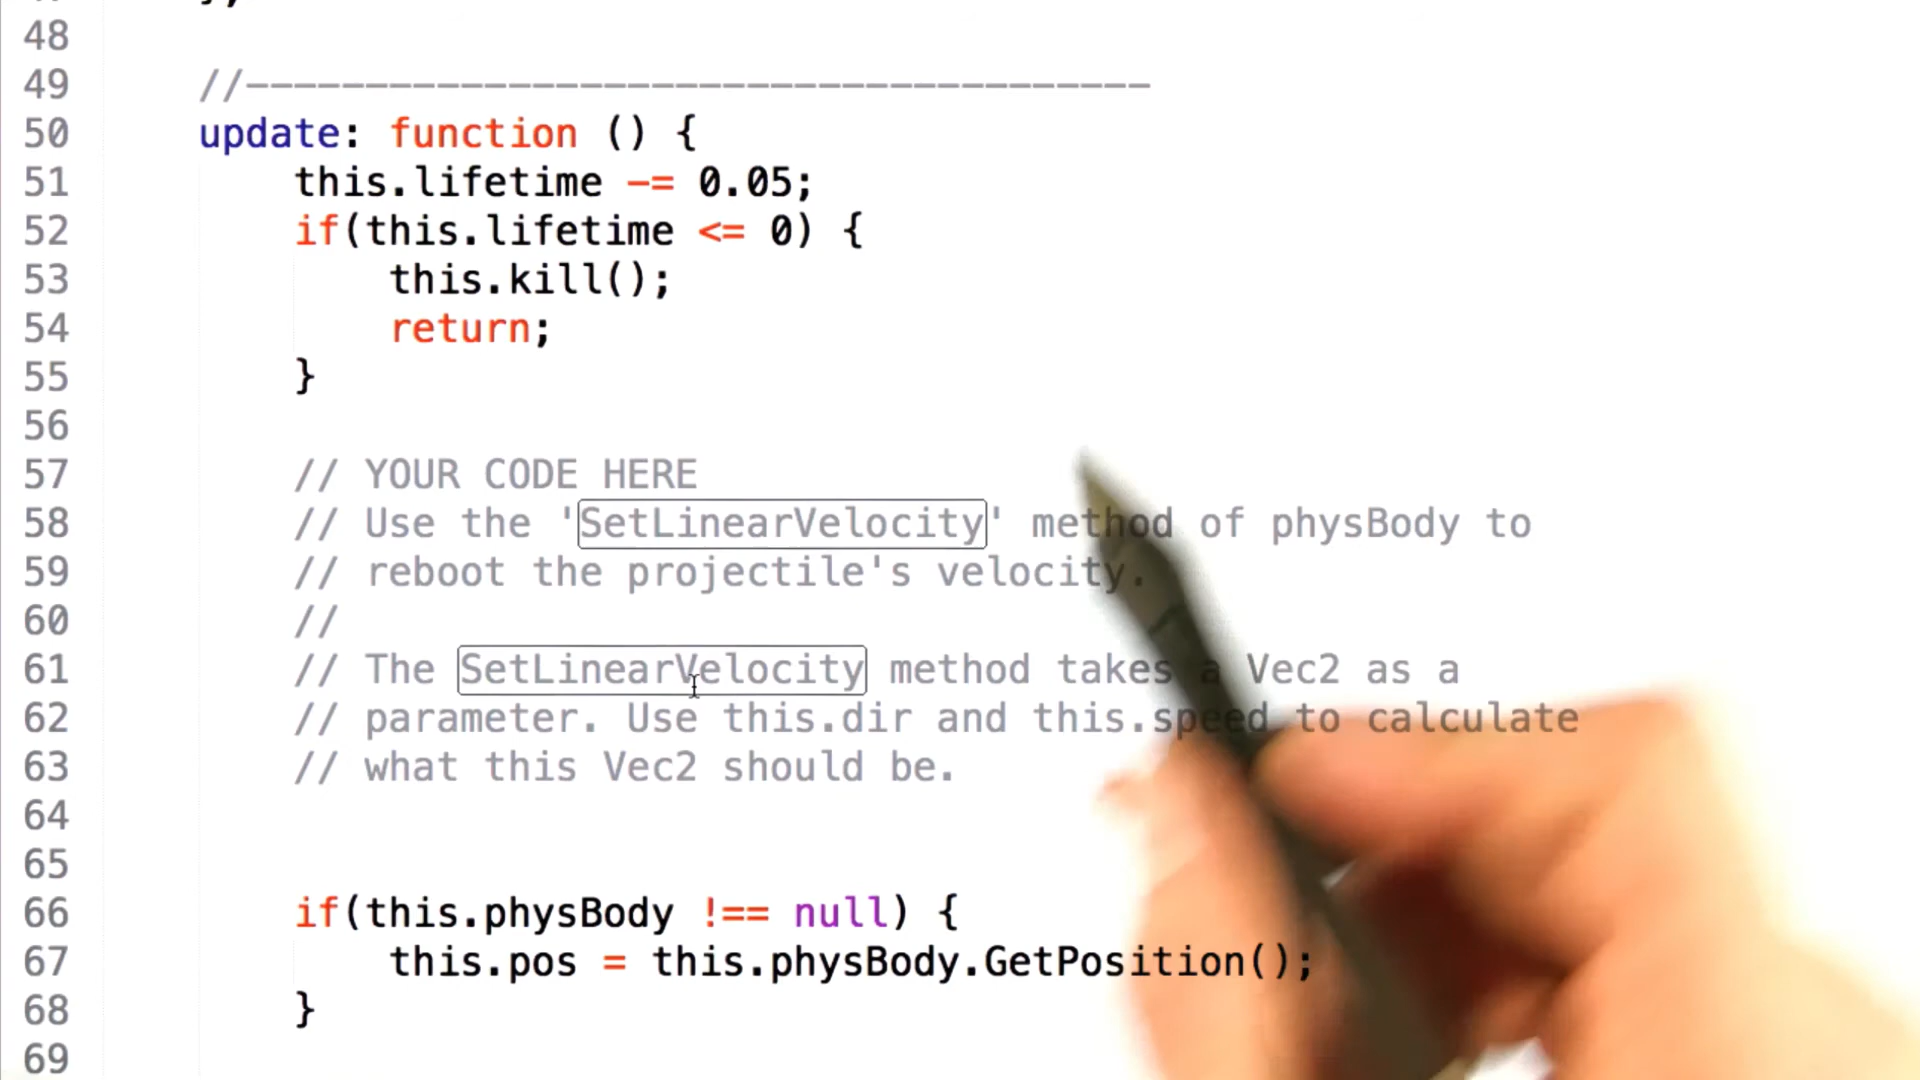 48
49 //--------------------------------------
50 update: function () {
51 this.lifetime -= 0.05;
52 if(this.lifetime <= 0) {
53 this.kill();
54 return;
55 }
56
57 // YOUR CODE HERE
58 // Use the 'SetLinearVelocity' method of physBody to
59 // reboot the projectile's velocity.
60 //
61 // The SetLinearVelocity method takes a Vec2 as a
62 // parameter. Use this.dir and this.speed to calculate
63 // what this Vec2 should be.
64
65
66 if(this.physBody !== null) {
67 this.pos = this.physBody.GetPosition();
68 }
69